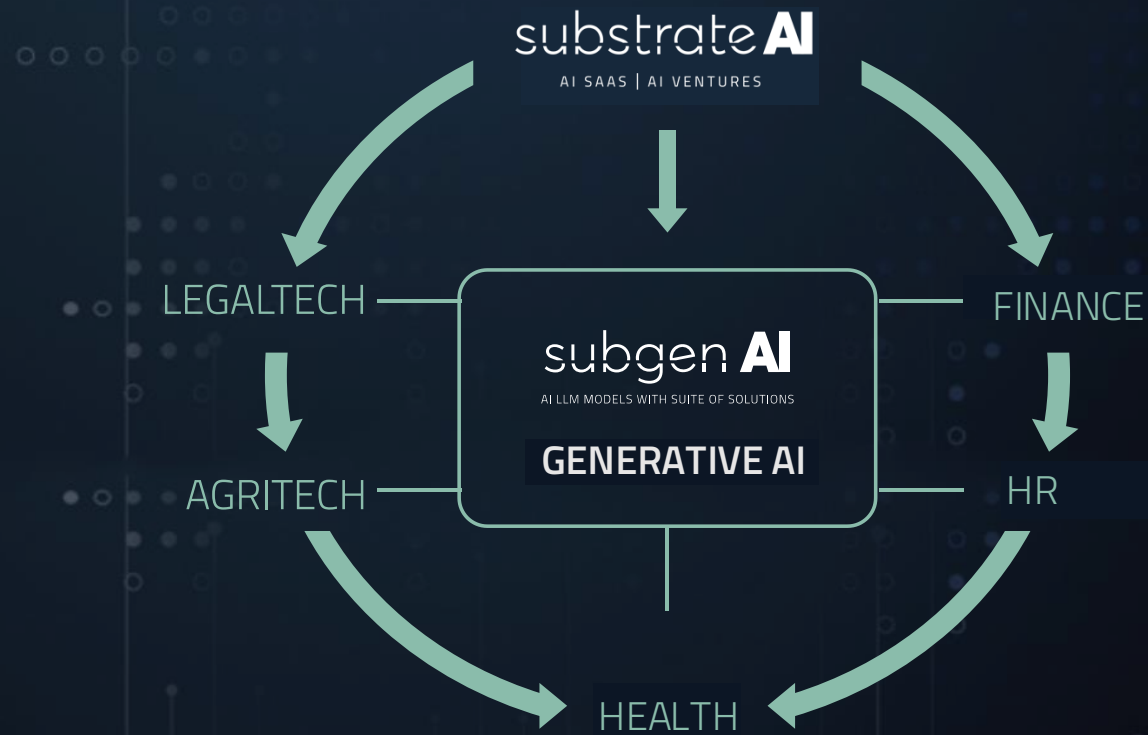 substrate AI
AI SAAS | AI VENTURES
LEGALTECH
FINANCE
subgen AI
AI LLM MODELS WITH SUITE OF SOLUTIONS
GENERATIVE AI
AGRITECH
HR
HEALTH